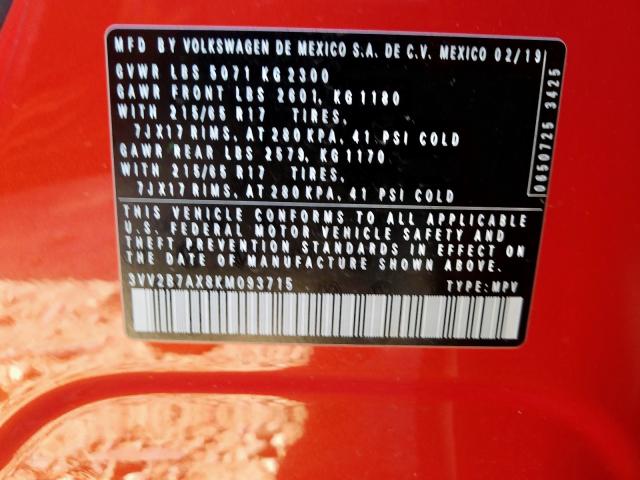 MFD BY VOLKSWAGEN DE MEXICO S.A. DE C.V. MEXICO 02/19
GVWR LBS 5071 KG 2300
GAWR FRONT LBS 2601, KG 1180
WITH 215/65 R17 TIRES,
7JX17 RIMS, AT 280 KPA, 41 PSI COLD
GAWR REAR LBS 2579, KG 1170
WITH 215/65 R17 TIRES,
7JX17 RIMS, AT 280 KPA, 41 PSI COLD
THIS VEHICLE CONFORMS TO ALL APPLICABLE
U.S. FEDERAL MOTOR VEHICLE SAFETY AND
THEFT PREVENTION STANDARDS IN EFFECT ON
THE DATE OF MANUFACTURE SHOWN ABOVE.
3VV2B7AX8KM093715 TYPE: MPV
0650725 3425